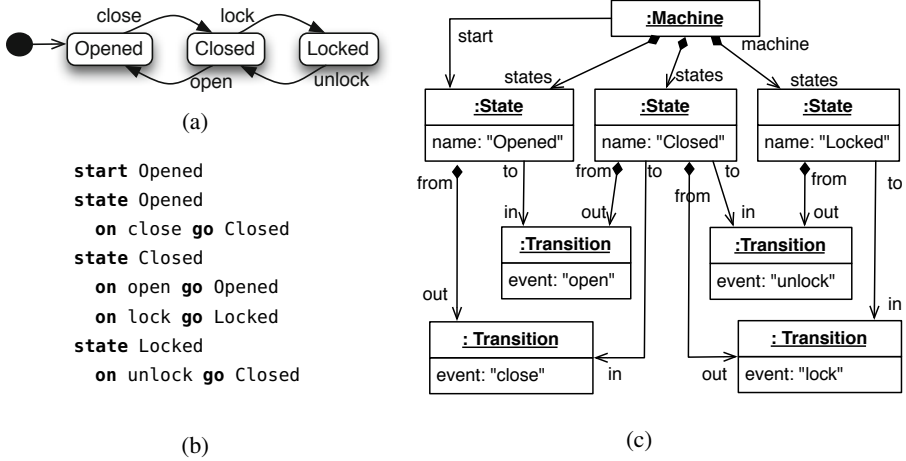 close
lock
Opened
Closed
Locked
open
unlock
(a)
start Opened
state Opened
on close go Closed
state Closed
on open go Opened
on lock go Locked
state Locked
on unlock go Closed
(b)
:Machine
start
machine
states
states
states
:State
:State
:State
name: "Opened"
name: "Closed"
name: "Locked"
from
to
from
to
from
to
from
to
in
out
in
out
:Transition
:Transition
event: "open"
event: "unlock"
out
in
: Transition
: Transition
event: "close"
in
out
event: "lock"
(c)